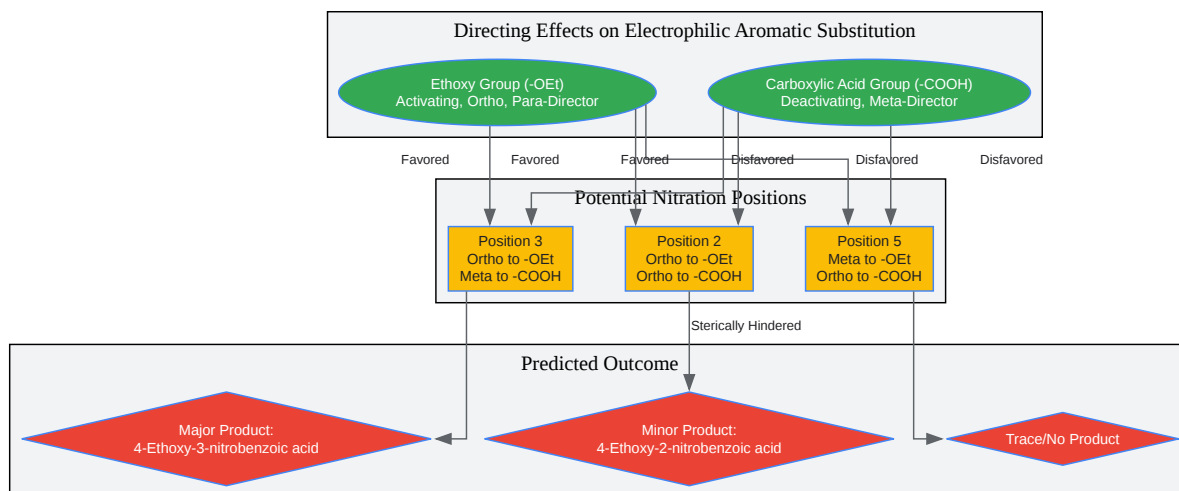 Directing Effects on Electrophilic Aromatic Substitution
Ethoxy Group (-OEt)
Activating, Ortho, Para-Director
Carboxylic Acid Group (-COOH)
Deactivating, Meta-Director
Favored
Favored
Favored
Disfavored
Disfavored
Disfavored
Potential Nitration Positions
Position 3
Ortho to -OEt
Meta to -COOH
Position 2
Ortho to -OEt
Ortho to -COOH
Position 5
Meta to -OEt
Ortho to -COOH
Sterically Hindered
Predicted Outcome
Major Product:
4-Ethoxy-3-nitrobenzoic acid
Minor Product:
4-Ethoxy-2-nitrobenzoic acid
Trace/No Product